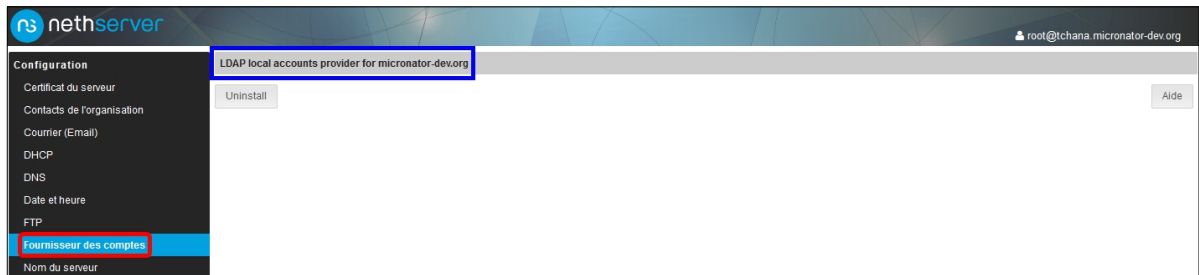 ns nethserver
root@tchana.micronator-dev.org
Configuration
LDAP local accounts provider for micronator-dev.org
Certificat du serveur
Uninstall
Aide
Contacts de l'organisation
Courrier (Email)
DHCP
DNS
Date et heure
FTP
Fournisseur des comptes
Nom du serveur